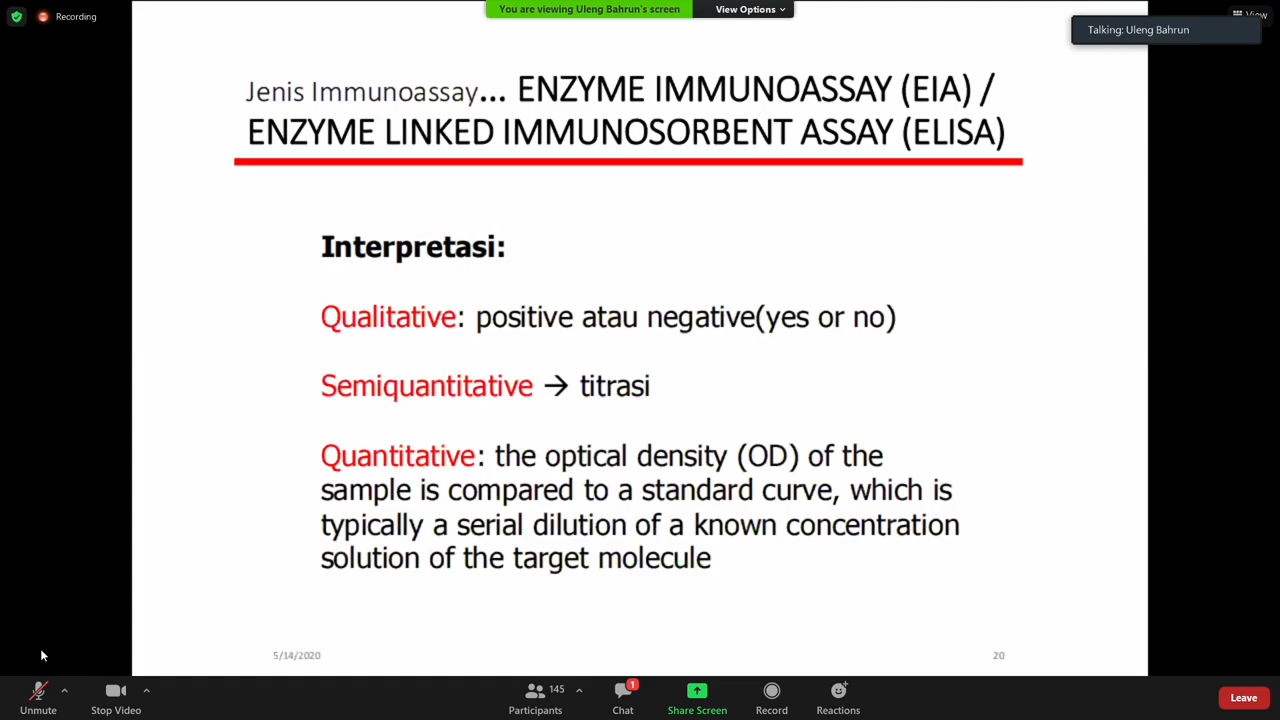 Recording
You are viewing Uleng Bahrun's screen
View Options
View
Talking: Uleng Bahrun
Jenis Immunoassay... ENZYME IMMUNOASSAY (EIA) /
ENZYME LINKED IMMUNOSORBENT ASSAY (ELISA)
Interpretasi:
Qualitative: positive atau negative(yes or no)
Semiquantitative → titrasi
Quantitative: the optical density (OD) of the
sample is compared to a standard curve, which is
typically a serial dilution of a known concentration
solution of the target molecule
5/14/2020
20
Unmute
Stop Video
145
Participants
1
Chat
Share Screen
Record
Reactions
Leave